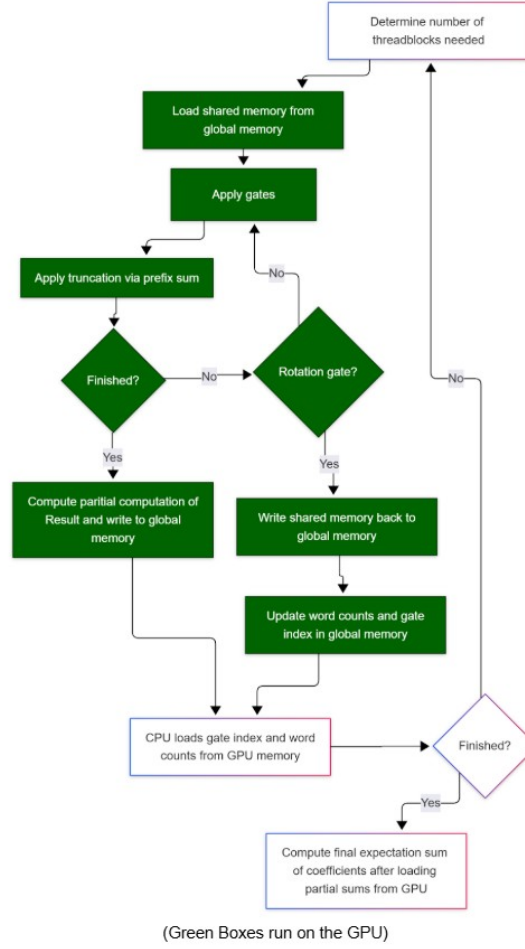 Determine number of
threadblocks needed
Load shared memory from
global memory
Apply gates
Apply truncation via prefix sum
No
Finished?
No
Rotation gate?
No
Yes
Yes
Compute paritial computation of
Result and write to global
memory
Write shared memory back to
global memory
Update word counts and gate
index in global memory
CPU loads gate index and word
counts from GPU memory
Finished?
Yes
Compute final expectation sum
of coefficients after loading
partial sums from GPU
(Green Boxes run on the GPU)